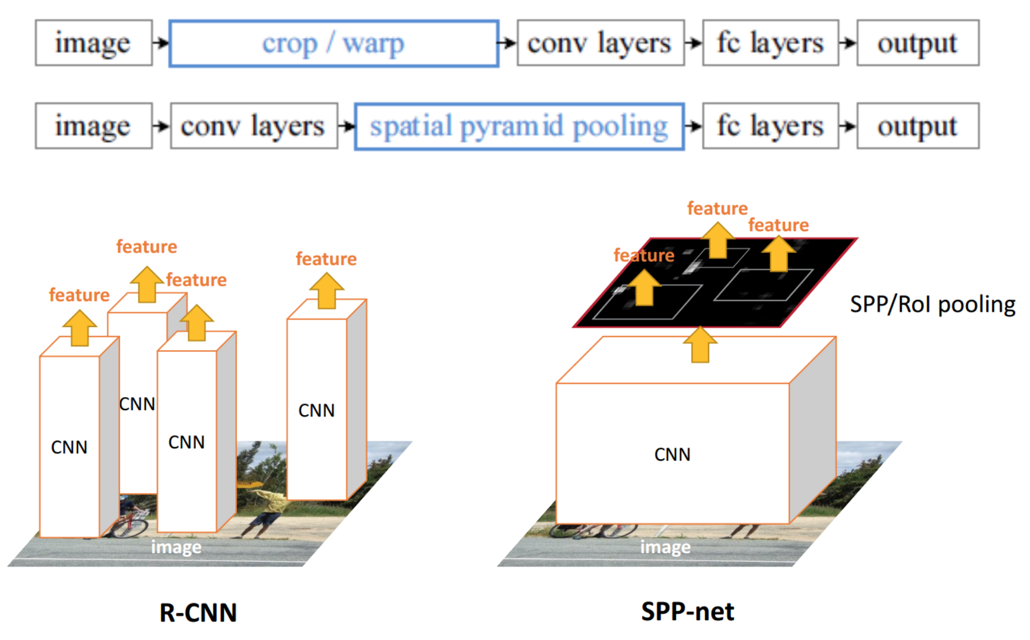 image crop / warp conv layers fc layers output
image conv layers spatial pyramid pooling fc layers output
feature
feature
feature
feature
CNN
CNN
CNN
CNN
image
R-CNN
feature
feature
feature
SPP/RoI pooling
CNN
image
SPP-net